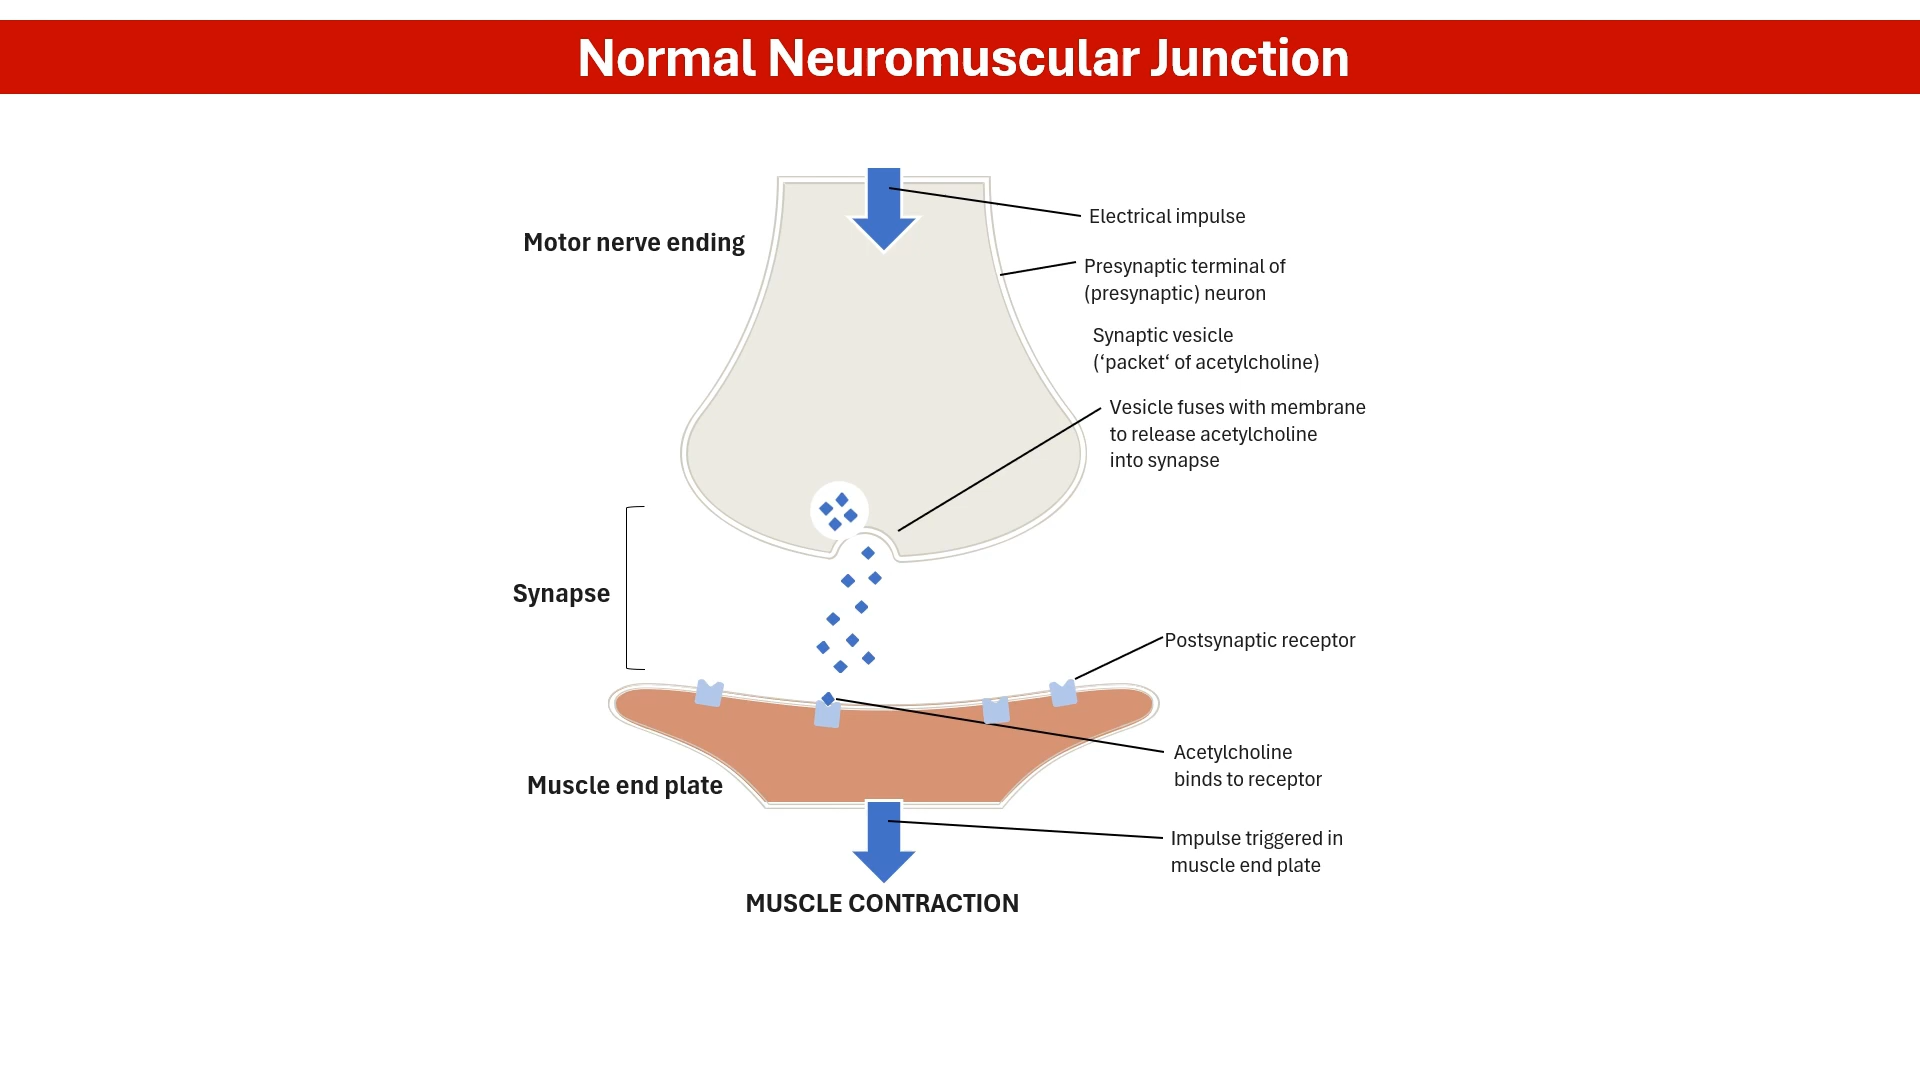 Normal Neuromuscular Junction
Electrical impulse
Motor nerve ending
Presynaptic terminal of
(presynaptic) neuron
Synaptic vesicle
(‘packet‘ of acetylcholine)
Vesicle fuses with membrane
to release acetylcholine
into synapse
Synapse
Postsynaptic receptor
Acetylcholine
binds to receptor
Muscle end plate
Impulse triggered in
muscle end plate
MUSCLE CONTRACTION